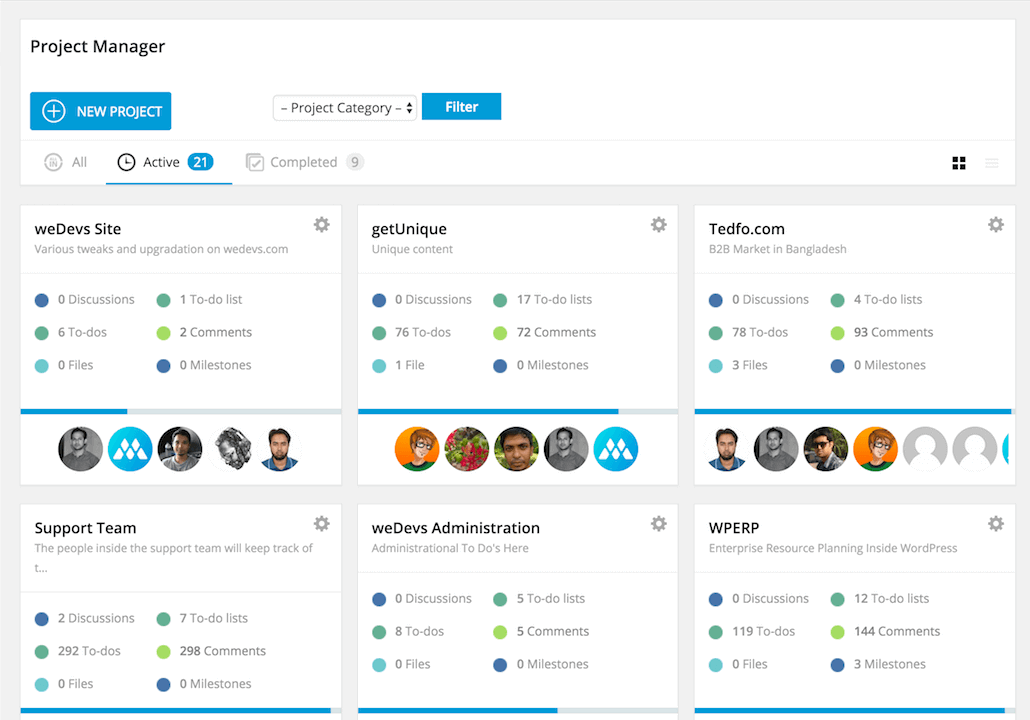 Project Manager
NEW PROJECT
– Project Category –
Filter
All
Active 21
Completed 9
weDevs Site
Various tweaks and upgradation on wedevs.com
0 Discussions
1 To-do list
6 To-dos
2 Comments
0 Files
0 Milestones
getUnique
Unique content
0 Discussions
17 To-do lists
76 To-dos
72 Comments
1 File
0 Milestones
Tedfo.com
B2B Market in Bangladesh
0 Discussions
4 To-do lists
78 To-dos
93 Comments
3 Files
0 Milestones
Support Team
The people inside the support team will keep track of
t...
2 Discussions
7 To-do lists
292 To-dos
298 Comments
0 Files
0 Milestones
weDevs Administration
Administrational To Do's Here
0 Discussions
5 To-do lists
8 To-dos
5 Comments
0 Files
0 Milestones
WPERP
Enterprise Resource Planning Inside WordPress
0 Discussions
12 To-do lists
119 To-dos
144 Comments
0 Files
3 Milestones